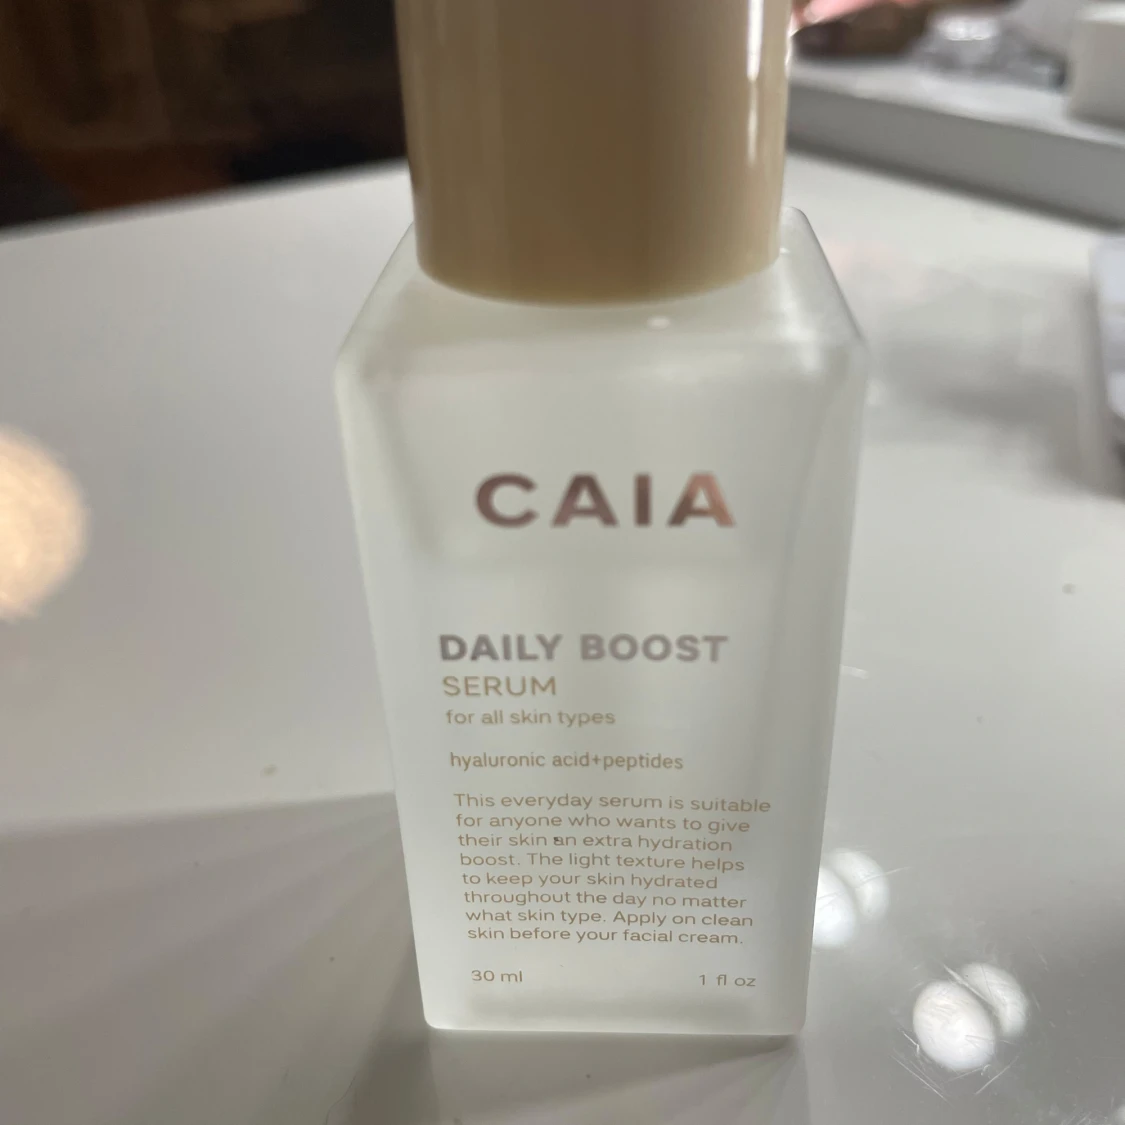 CAIA
DAILY BOOST
SERUM
for all skin types
hyaluronic acid+peptides
This everyday serum is suitable
for anyone who wants to give
their skin an extra hydration
boost. The light texture helps
to keep your skin hydrated
throughout the day no matter
what skin type. Apply on clean
skin before your facial cream.
30 ml 1 fl oz